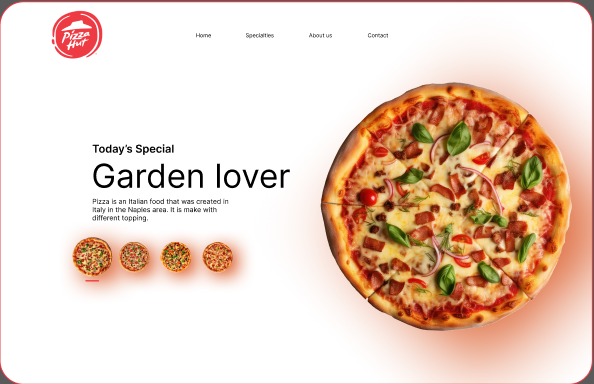 Pizza
Hut
Home
Specialties
About us
Contact
Today's Special
Garden lover
Pizza is an Italian food that was created in
Italy in the Naples area. It is make with
different topping.